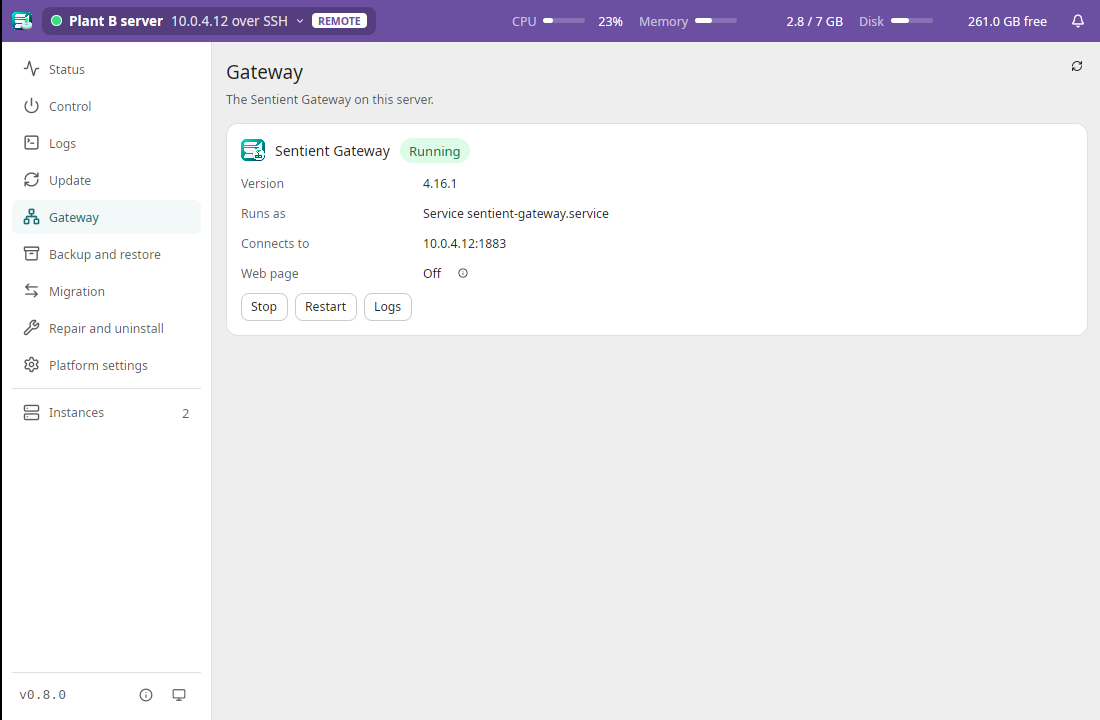 Plant B server 10.0.4.12 over SSH REMOTE CPU 23% Memory 2.8 / 7 GB Disk 261.0 GB free
Status
Control
Logs
Update
Gateway
Backup and restore
Migration
Repair and uninstall
Platform settings
Instances 2
v0.8.0
Gateway
The Sentient Gateway on this server.
Sentient Gateway Running
Version 4.16.1
Runs as Service sentient-gateway.service
Connects to 10.0.4.12:1883
Web page Off
Stop Restart Logs